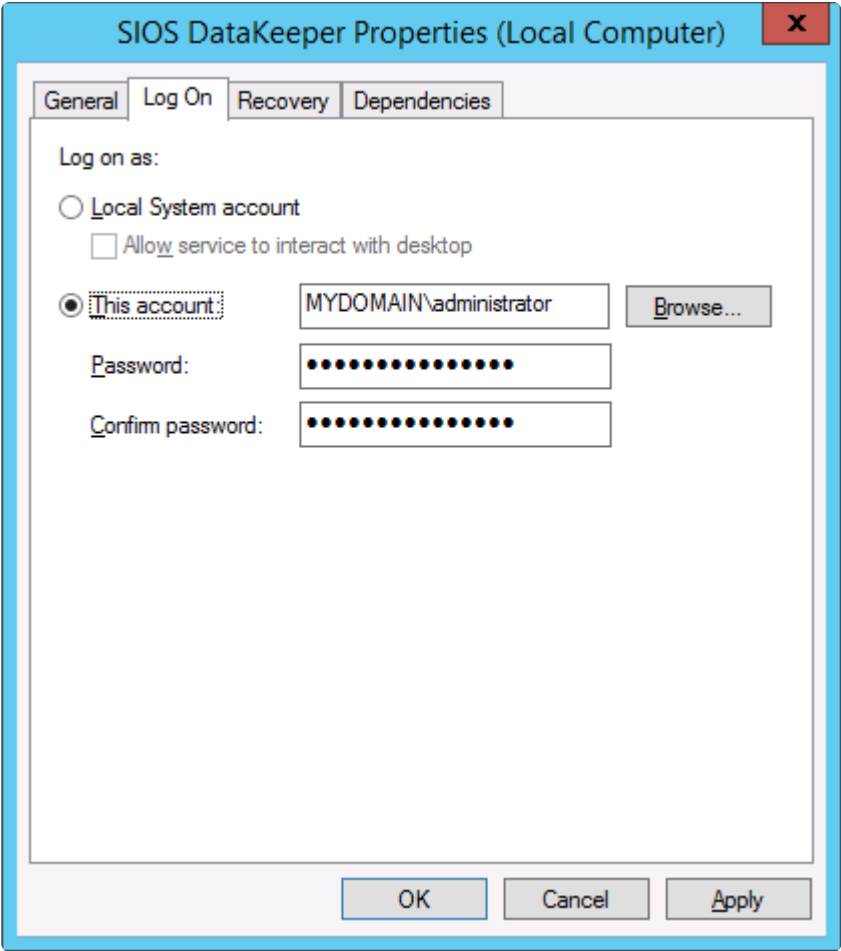 SIOS DataKeeper Properties (Local Computer) x
General Log On Recovery Dependencies
Log on as:
Local System account
Allow service to interact with desktop
This account: MYDOMAIN\administrator Browse...
Password: •••••••••••••••
Confirm password: •••••••••••••••
OK Cancel Apply